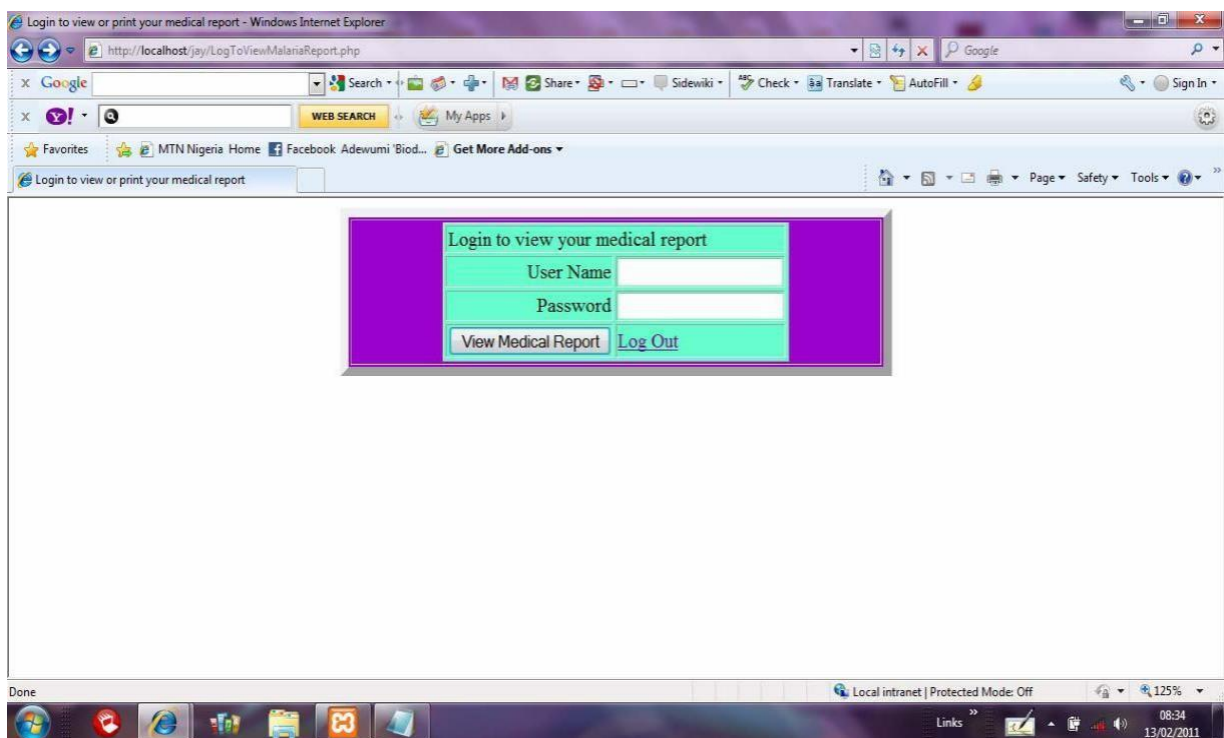 Login to view or print your medical report - Windows Internet Explorer
http://localhost/jay/LogToViewMalariaReport.php Google
x Google Search Share Sidewiki ABC Check Translate AutoFill Sign In
x Y! WEB SEARCH My Apps
Favorites MTN Nigeria Home Facebook Adewumi 'Biod... Get More Add-ons
Login to view or print your medical report Page Safety Tools
Login to view your medical report
User Name
Password
View Medical Report Log Out
Done Local intranet | Protected Mode: Off 125%
Links 08:34
13/02/2011